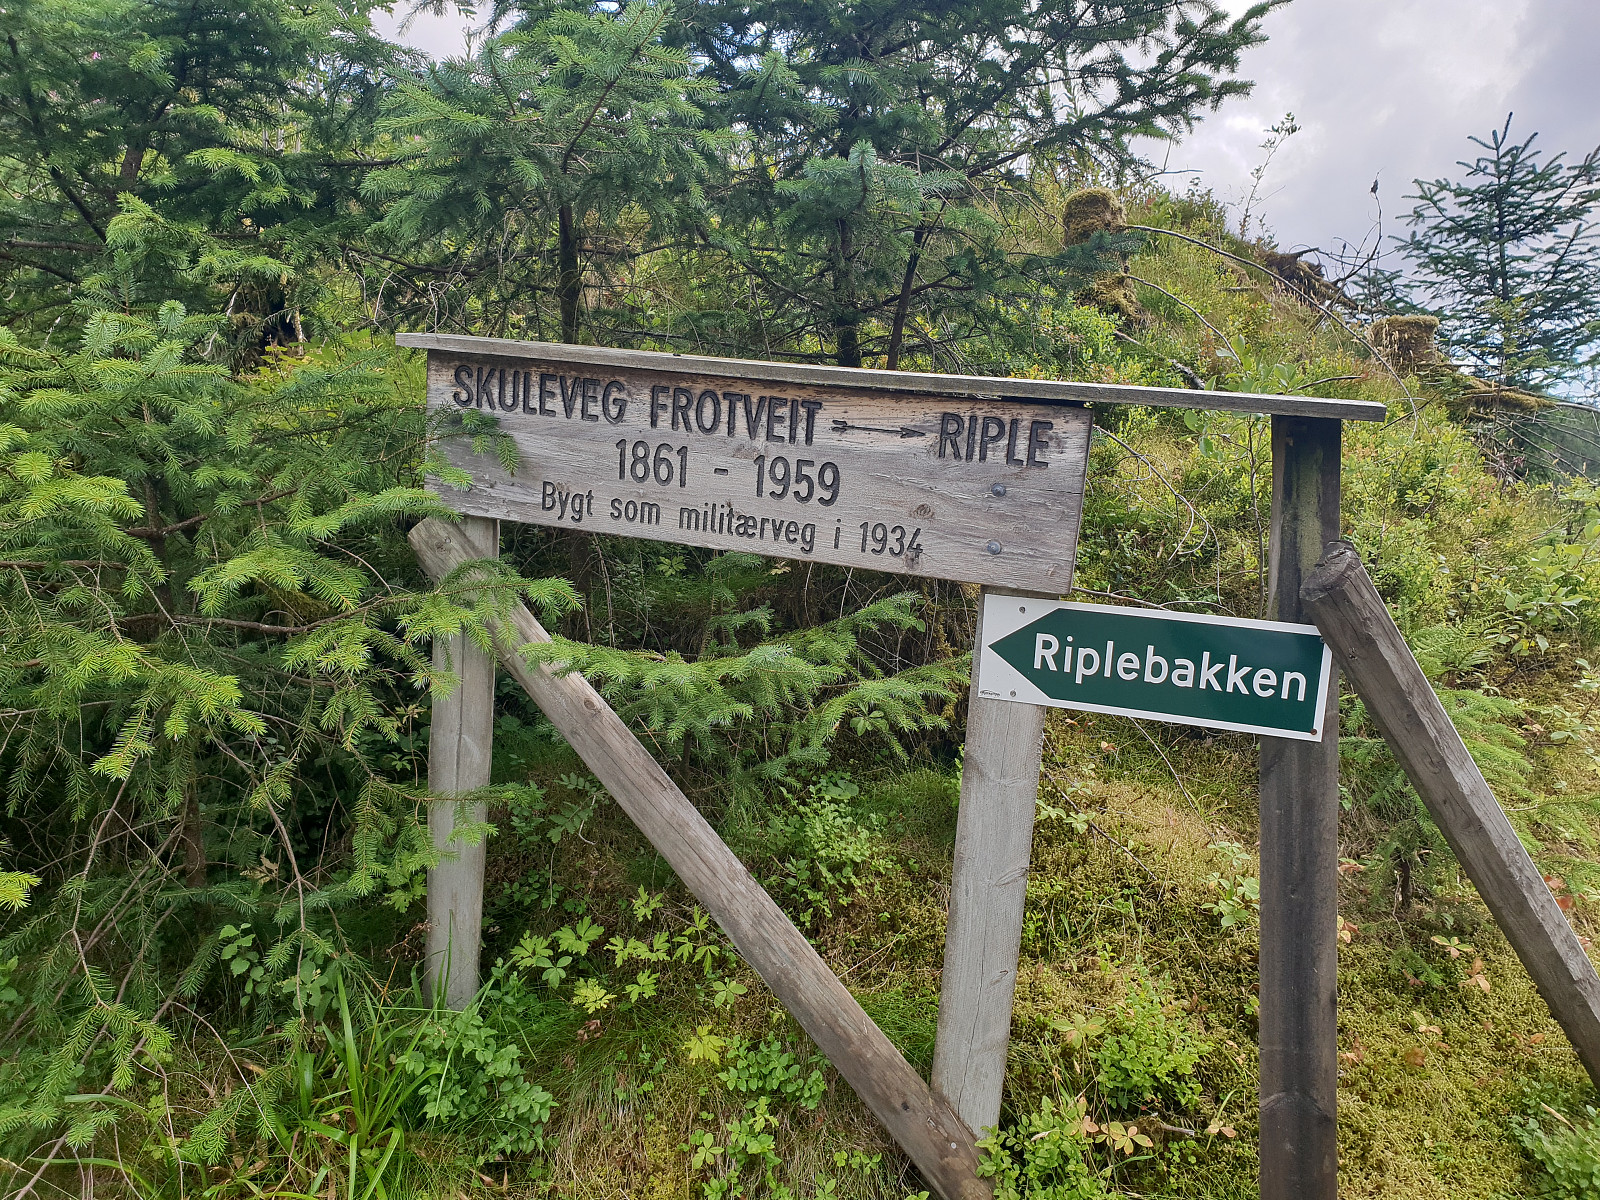 SKULEVEG FROTVEIT → RIPLE
1861 - 1959
Bygt som militærveg i 1934
Riplebakken